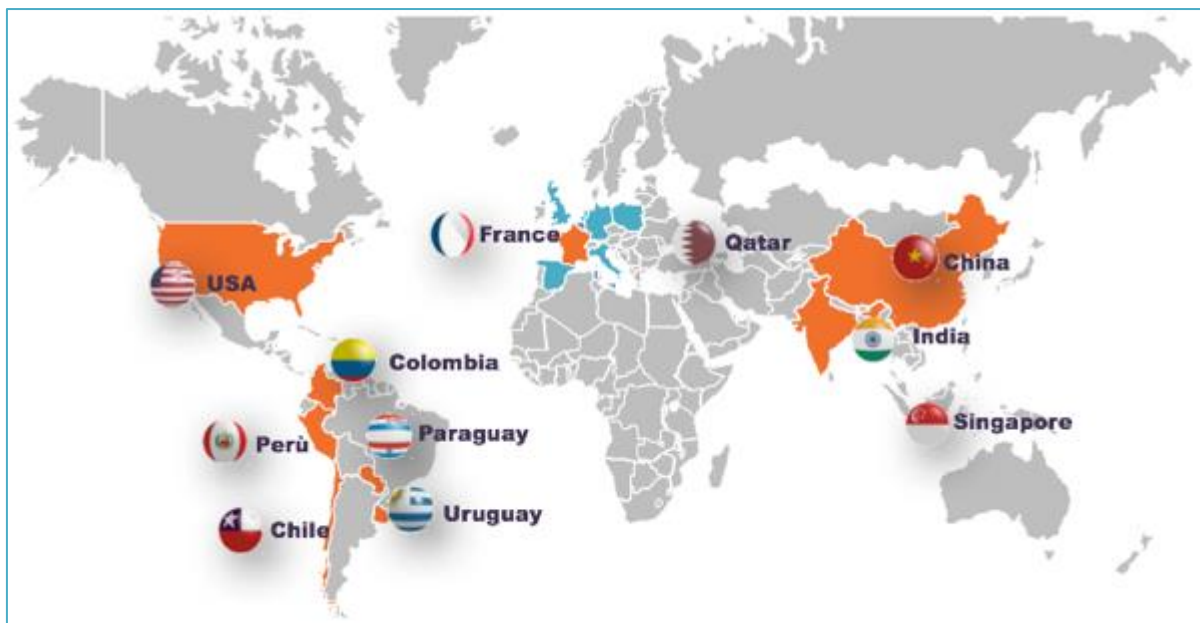 France
Qatar
China
USA
India
Colombia
Singapore
Paraguay
Perù
Uruguay
Chile